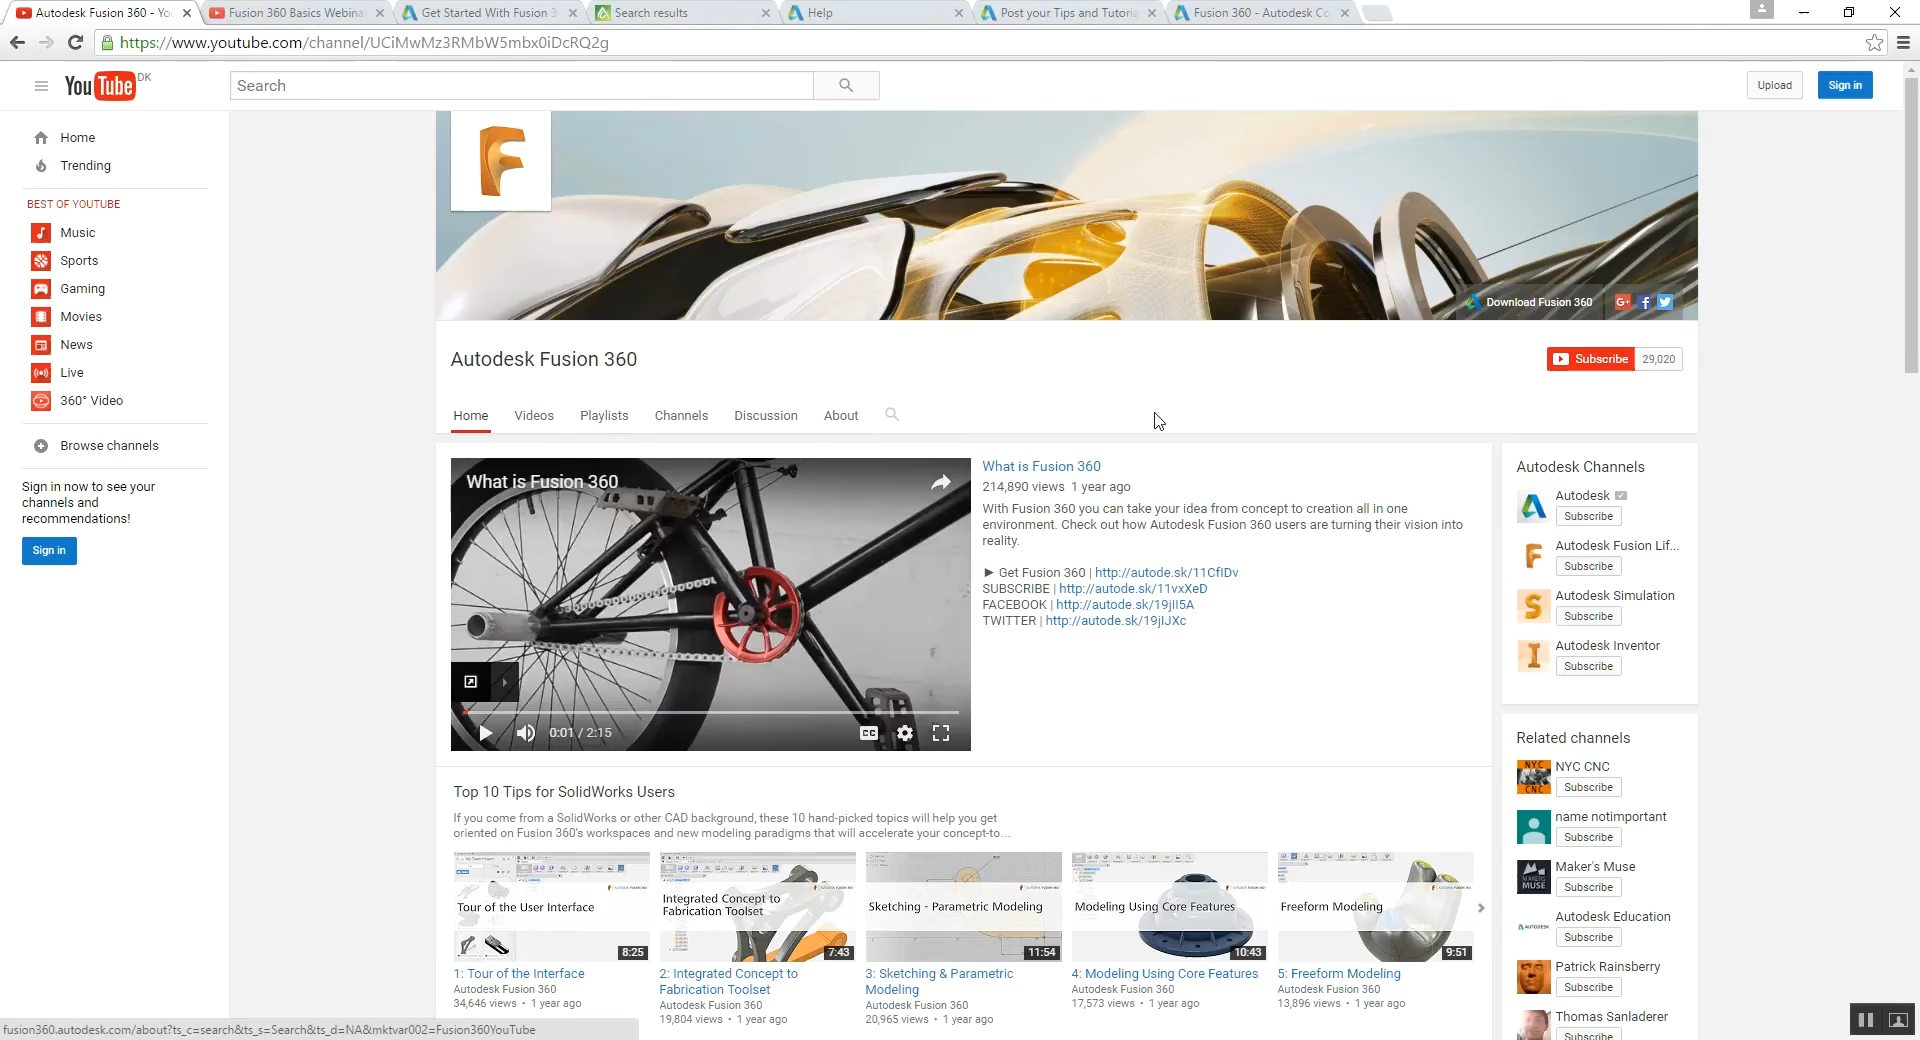 Autodesk Fusion 360 - Yo
Fusion 360 Basics Webina
Get Started With Fusion 3
Search results
Help
Post your Tips and Tutoria
Fusion 360 - Autodesk Co
https://www.youtube.com/channel/UCiMwMz3RMbW5mbx0iDcRQ2g
YouTube DK
Search
Upload
Sign in
Home
Trending
BEST OF YOUTUBE
Music
Sports
Gaming
Movies
News
Live
360° Video
Browse channels
Sign in now to see your
channels and
recommendations!
Sign in
Download Fusion 360
Autodesk Fusion 360
Subscribe 29,020
Home Videos Playlists Channels Discussion About
What is Fusion 360
0:01 / 2:15
What is Fusion 360
214,890 views 1 year ago
With Fusion 360 you can take your idea from concept to creation all in one
environment. Check out how Autodesk Fusion 360 users are turning their vision into
reality.
► Get Fusion 360 | http://autode.sk/11CfIDv
SUBSCRIBE | http://autode.sk/11vxXeD
FACEBOOK | http://autode.sk/19jII5A
TWITTER | http://autode.sk/19jIJXc
Top 10 Tips for SolidWorks Users
If you come from a SolidWorks or other CAD background, these 10 hand-picked topics will help you get
oriented on Fusion 360's workspaces and new modeling paradigms that will accelerate your concept-to...
Tour of the User Interface
8:25
1: Tour of the Interface
Autodesk Fusion 360
34,646 views • 1 year ago
Integrated Concept to
Fabrication Toolset
7:43
2: Integrated Concept to
Fabrication Toolset
Autodesk Fusion 360
19,804 views • 1 year ago
Sketching - Parametric Modeling
11:54
3: Sketching & Parametric
Modeling
Autodesk Fusion 360
20,965 views • 1 year ago
Modeling Using Core Features
10:43
4: Modeling Using Core Features
Autodesk Fusion 360
17,573 views • 1 year ago
Freeform Modeling
9:51
5: Freeform Modeling
Autodesk Fusion 360
13,896 views • 1 year ago
Autodesk Channels
Autodesk
Subscribe
Autodesk Fusion Lif...
Subscribe
Autodesk Simulation
Subscribe
Autodesk Inventor
Subscribe
Related channels
NYC CNC
Subscribe
name notimportant
Subscribe
Maker's Muse
Subscribe
Autodesk Education
Subscribe
Patrick Rainsberry
Subscribe
Thomas Sanladerer
Subscribe
fusion360.autodesk.com/about?ts_c=search&ts_s=Search&ts_d=NA&mktvar002=Fusion360YouTube